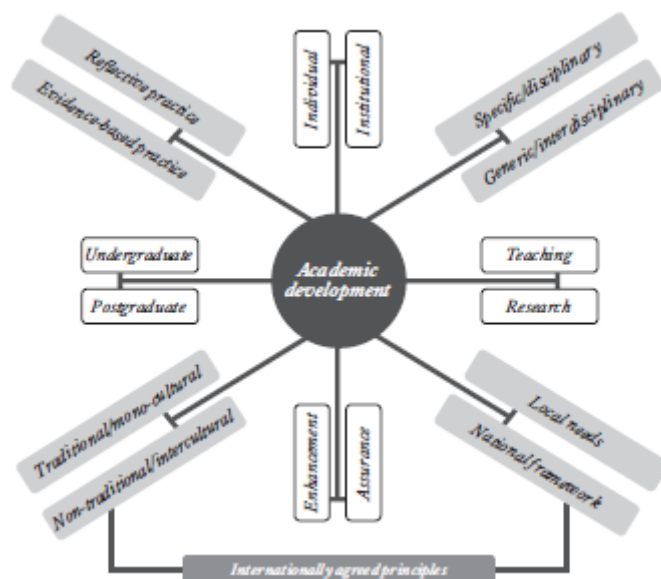 Reflective practice
Evidence-based practice
Individual
Institutional
Specific/disciplinary
Generic/interdisciplinary
Undergraduate
Postgraduate
Academic
development
Teaching
Research
Traditional/mono-cultural
Non-traditional/intercultural
Enhancement
Assurance
Local needs
National framework
Internationally agreed principles